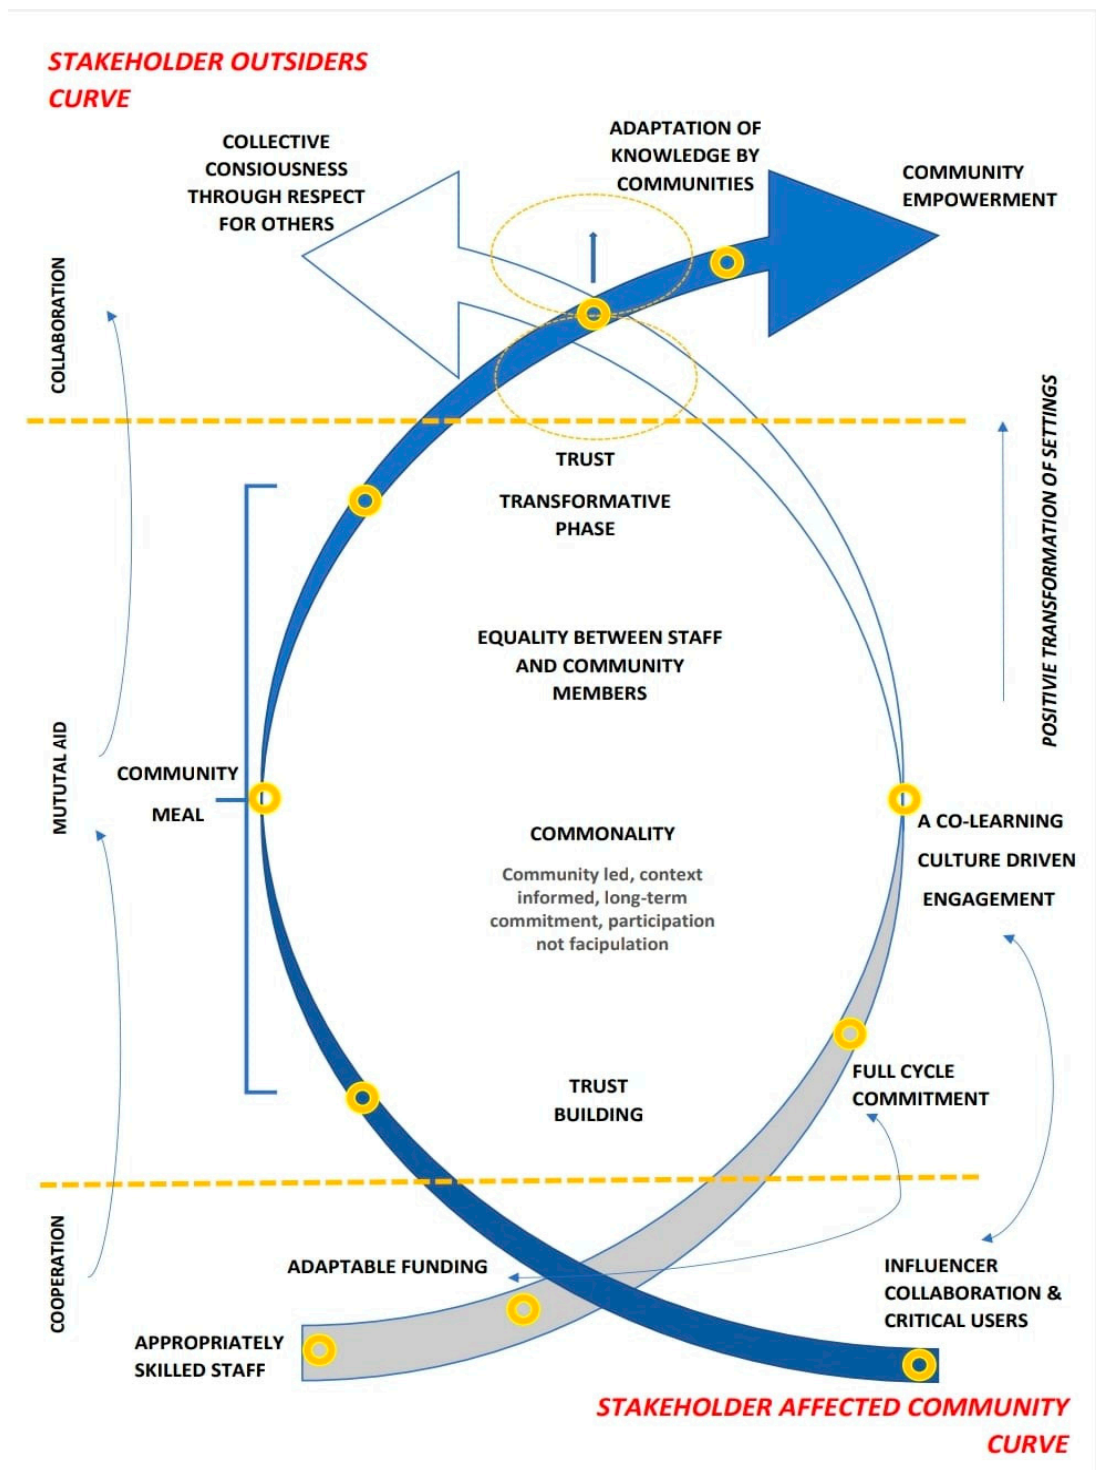 STAKEHOLDER OUTSIDERS
CURVE
COLLECTIVE
CONSIOUSNESS
THROUGH RESPECT
FOR OTHERS
ADAPTATION OF
KNOWLEDGE BY
COMMUNITIES
COMMUNITY
EMPOWERMENT
COLLABORATION
TRUST
TRANSFORMATIVE
PHASE
POSITIVIE TRANSFORMATION OF SETTINGS
EQUALITY BETWEEN STAFF
AND COMMUNITY
MEMBERS
MUTUTAL AID
COMMUNITY
MEAL
COMMONALITY
Community led, context
informed, long-term
commitment, participation
not facipulation
A CO-LEARNING
CULTURE DRIVEN
ENGAGEMENT
TRUST
BUILDING
FULL CYCLE
COMMITMENT
COOPERATION
ADAPTABLE FUNDING
INFLUENCER
COLLABORATION &
CRITICAL USERS
APPROPRIATELY
SKILLED STAFF
STAKEHOLDER AFFECTED COMMUNITY
CURVE